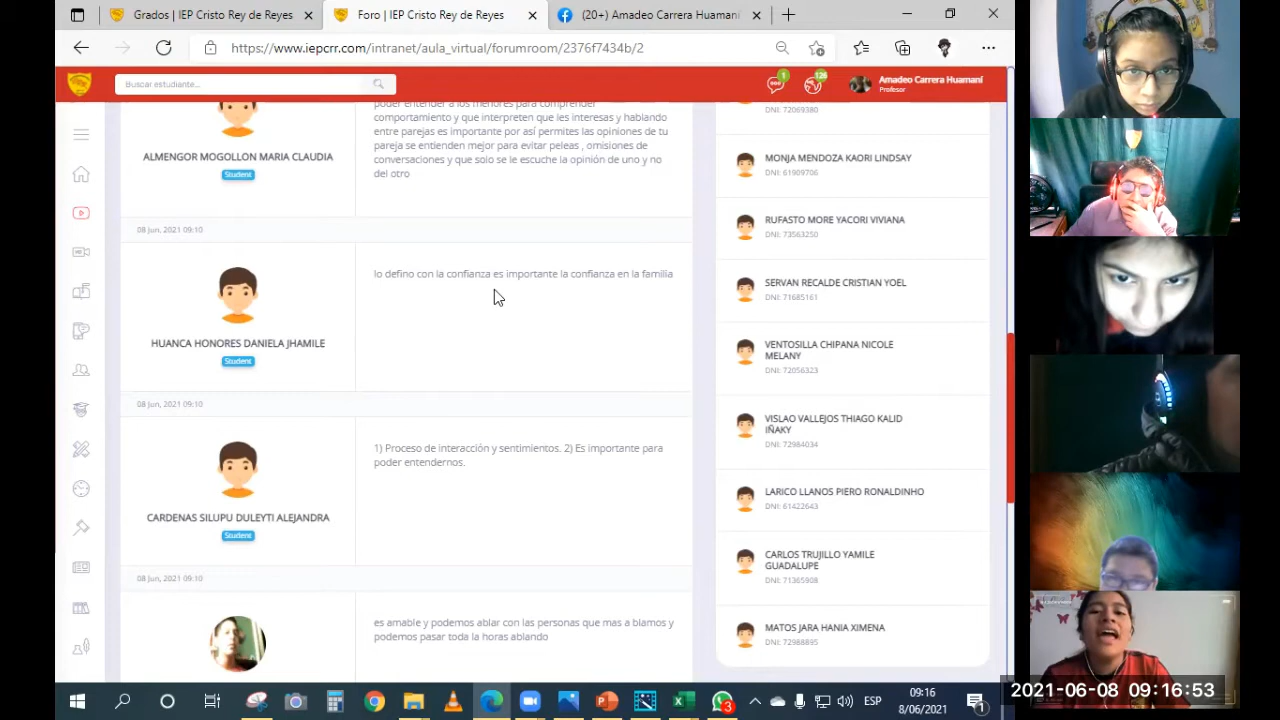 Grados | IEP Cristo Rey de Reyes
Foro | IEP Cristo Rey de Reyes
(20+) Amadeo Carrera Huamani
https://www.iepcrr.com/intranet/aula_virtual/forumroom/2376f7434b/2
Buscar estudiante...
1
126
Amadeo Carrera Huamaní
Profesor
poder entender a los menores para comprender
comportamiento y que interpreten que les interesas y hablando
entre parejas es importante por así permites las opiniones de tu
pareja se entienden mejor para evitar peleas , omisiones de
conversaciones y que solo se le escuche la opinión de uno y no
del otro
ALMENGOR MOGOLLON MARIA CLAUDIA
Student
08 Jun, 2021 09:10
lo defino con la confianza es importante la confianza en la familia
HUANCA HONORES DANIELA JHAMILE
Student
08 Jun, 2021 09:10
1) Proceso de interacción y sentimientos. 2) Es importante para
poder entendernos.
CARDENAS SILUPU DULEYTI ALEJANDRA
Student
08 Jun, 2021 09:10
es amable y podemos ablar con las personas que mas a blamos y
podemos pasar toda la horas ablando
DNI: 72069380
MONJA MENDOZA KAORI LINDSAY
DNI: 61909706
RUFASTO MORE YACORI VIVIANA
DNI: 73563250
SERVAN RECALDE CRISTIAN YOEL
DNI: 71685161
VENTOSILLA CHIPANA NICOLE
MELANY
DNI: 72056323
VISLAO VALLEJOS THIAGO KALID
IÑAKY
DNI: 72984034
LARICO LLANOS PIERO RONALDINHO
DNI: 61422643
CARLOS TRUJILLO YAMILE
GUADALUPE
DNI: 71365908
MATOS JARA HANIA XIMENA
DNI: 72988895
3
ESP
09:16
8/06/2021
1
2021-06-08 09:16:53